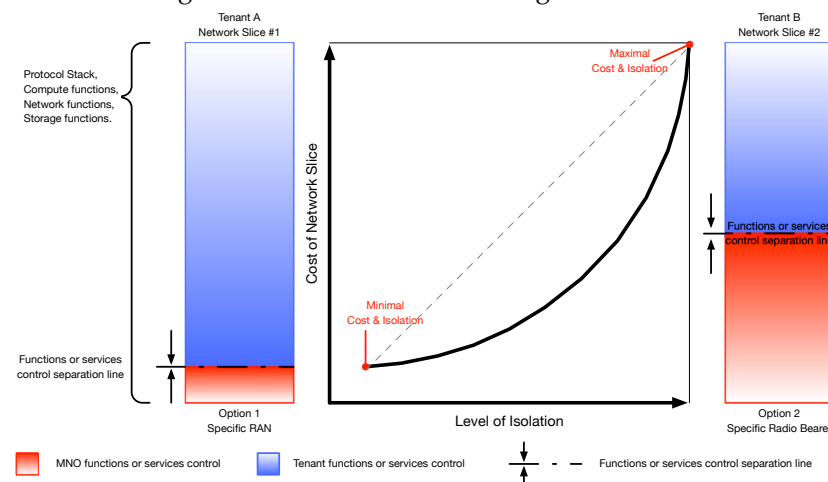 Tenant A
Network Slice #1
Protocol Stack,
Compute functions,
Network functions,
Storage functions.
Functions or services
control separation line
Option 1
Specific RAN
Cost of Network Slice
Maximal
Cost & Isolation
Minimal
Cost & Isolation
Level of Isolation
Tenant B
Network Slice #2
Functions or services
control separation line
Option 2
Specific Radio Beare
MNO functions or services control
Tenant functions or services control
Functions or services control separation line